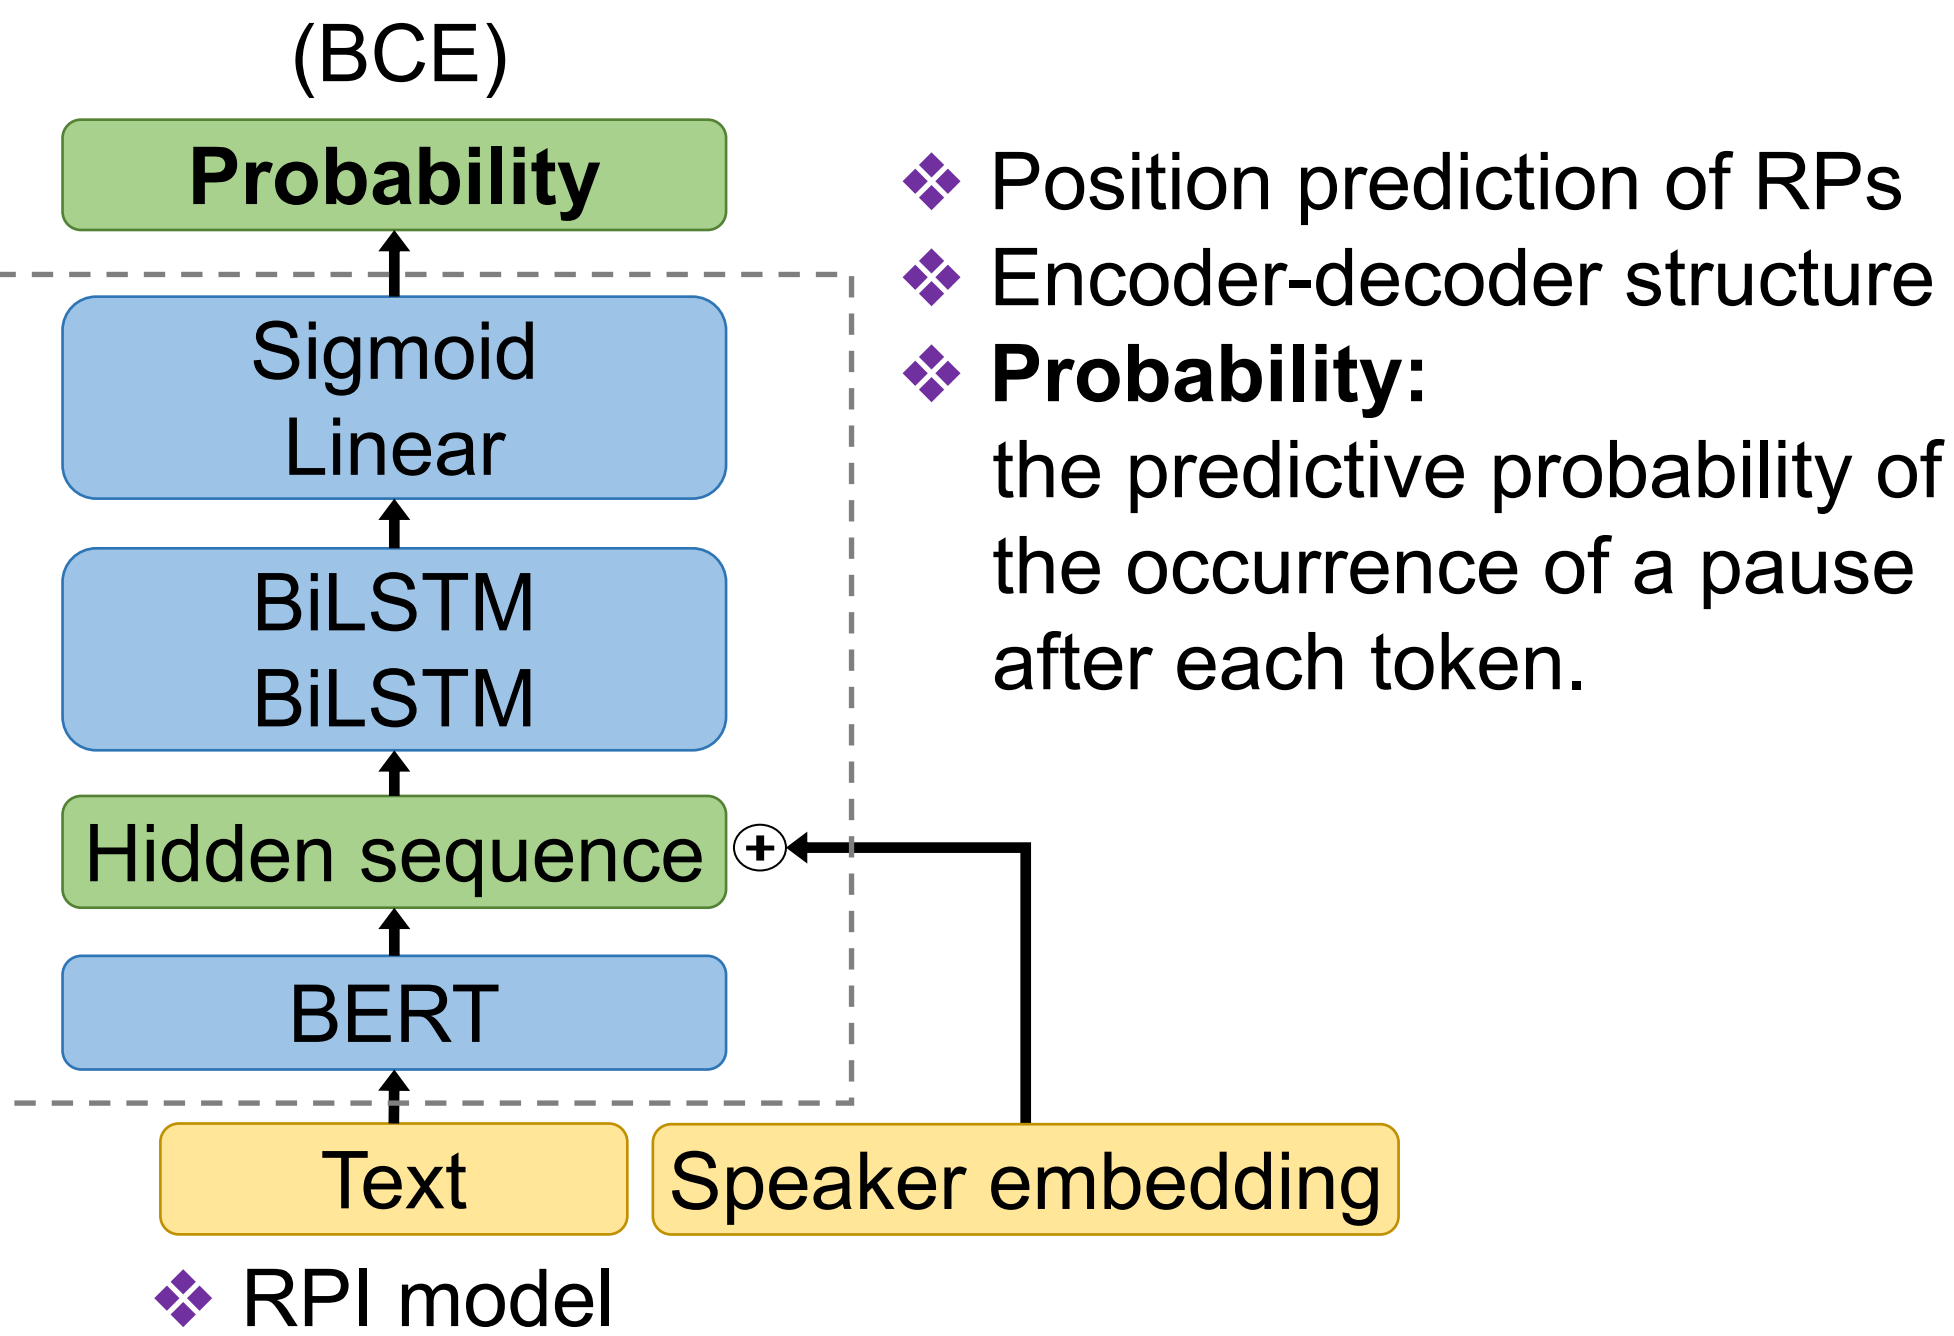 (BCE)
Probability
Sigmoid
Linear
BiLSTM
BiLSTM
Hidden sequence
+
BERT
Text
Speaker embedding
❖ RPI model
❖ Position prediction of RPs
❖ Encoder-decoder structure
❖ Probability:
the predictive probability of
the occurrence of a pause
after each token.